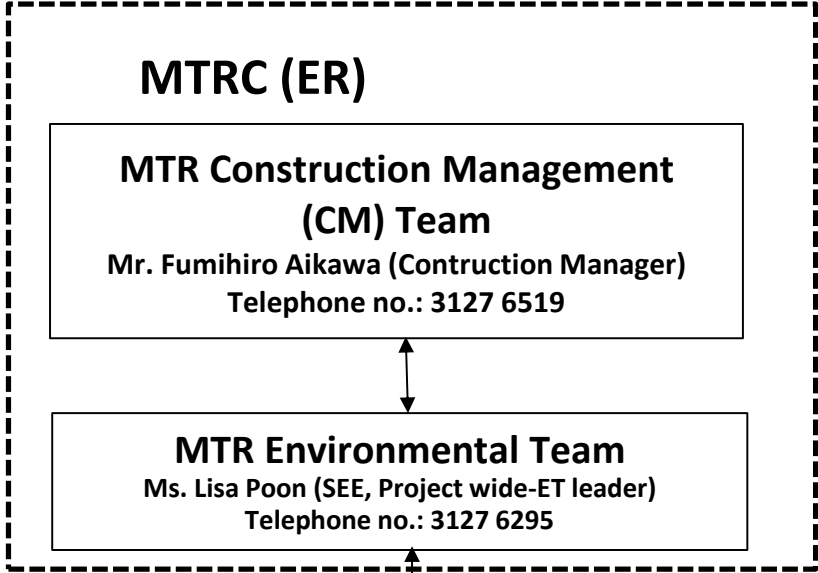 MTRC (ER)
MTR Construction Management
(CM) Team
Mr. Fumihiro Aikawa (Contruction Manager)
Telephone no.: 3127 6519
MTR Environmental Team
Ms. Lisa Poon (SEE, Project wide-ET leader)
Telephone no.: 3127 6295